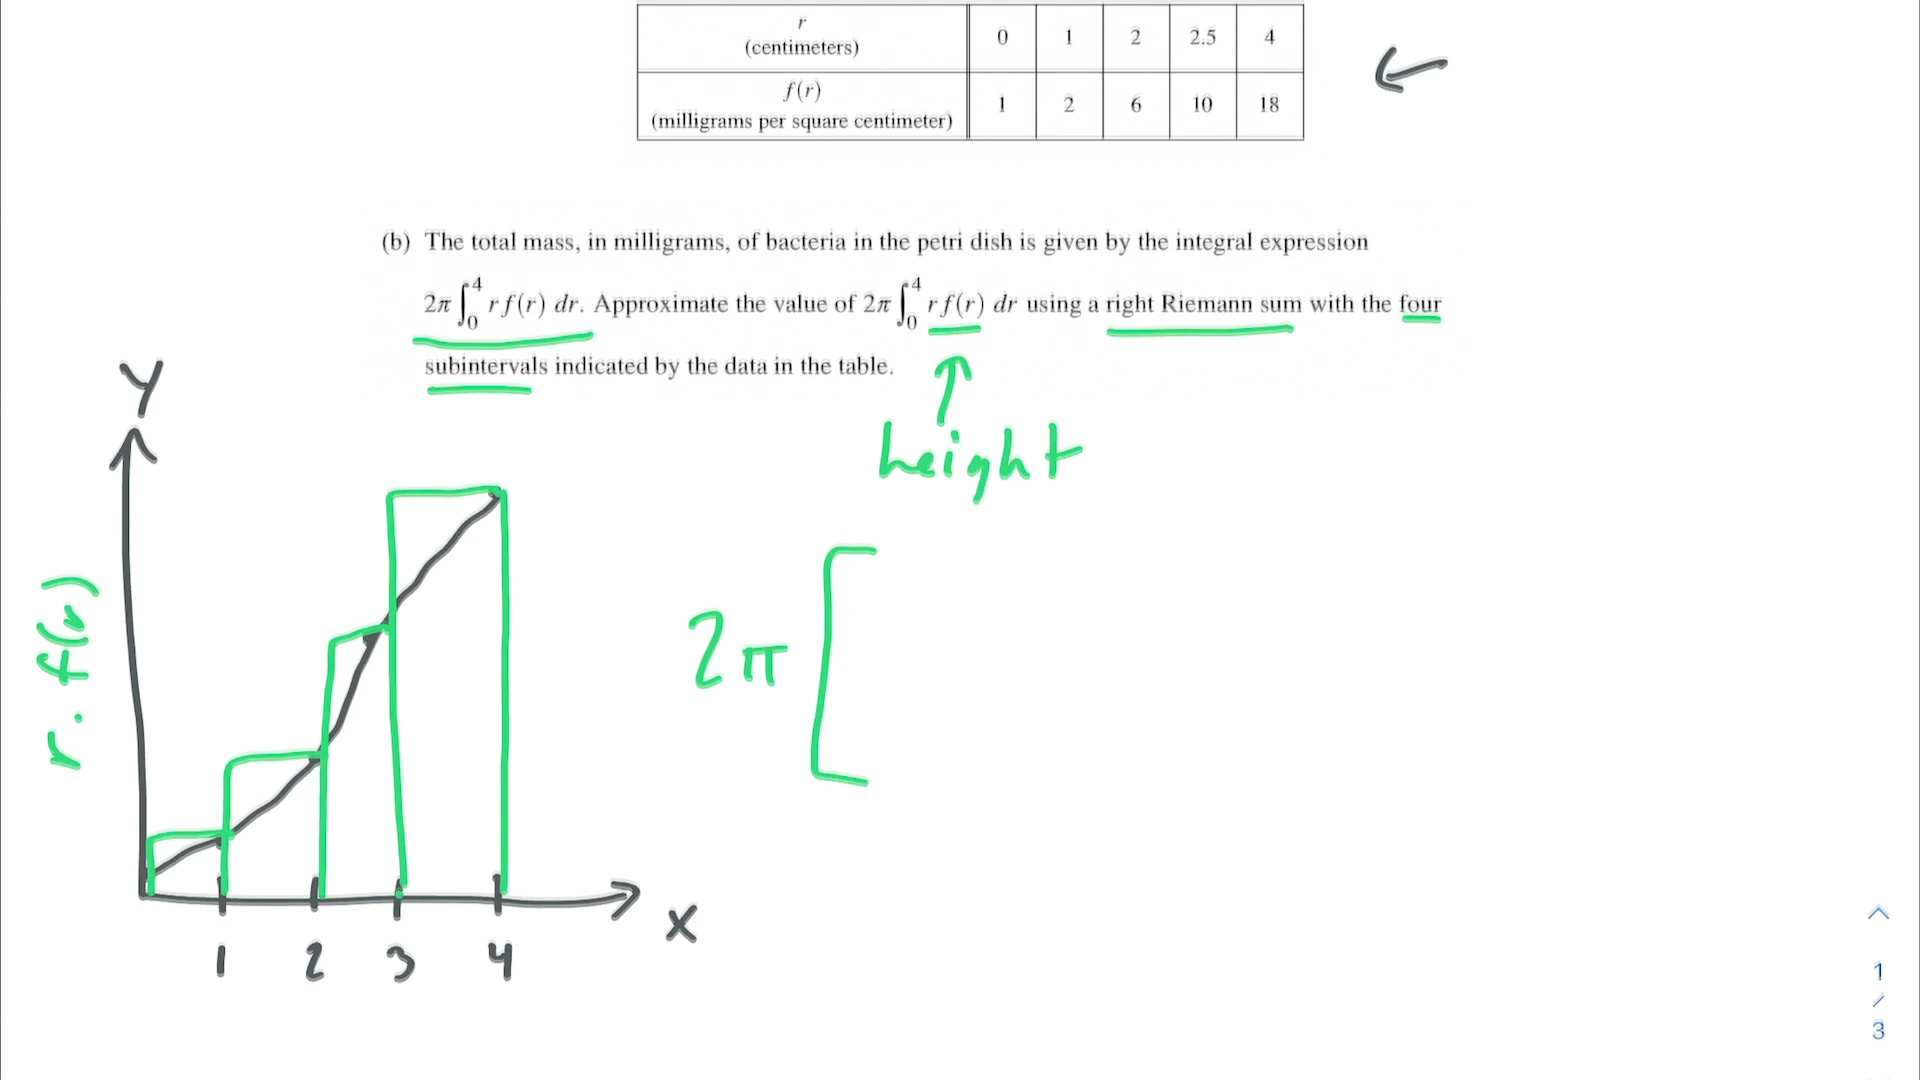 r
(centimeters) 0 1 2 2.5 4
f(r)
(milligrams per square centimeter) 1 2 6 10 18
(b) The total mass, in milligrams, of bacteria in the petri dish is given by the integral expression
2π ∫₀⁴ r f(r) dr. Approximate the value of 2π ∫₀⁴ r f(r) dr using a right Riemann sum with the four
subintervals indicated by the data in the table.
height
y
r · f(r)
2π [
x
1 2 3 4
1
/
3